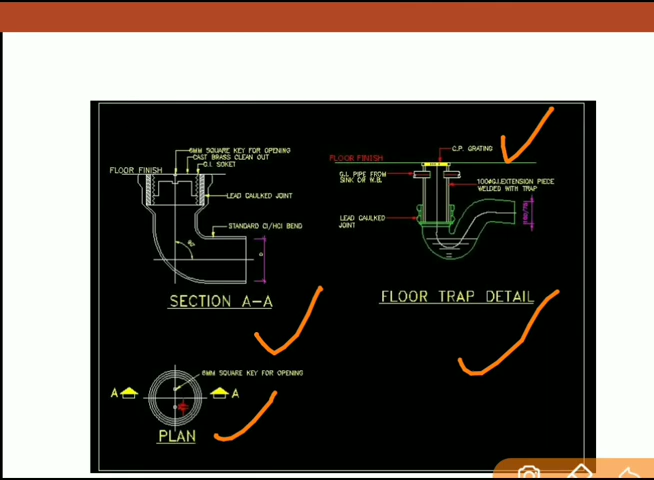 6MM SQUARE KEY FOR OPENING
CAST BRASS CLEAN OUT
C.I. SOKET
FLOOR FINISH
LEAD CAULKED JOINT
STANDARD CI/HCI BEND
90°
D
SECTION A-A
FLOOR FINISH
C.P. GRATING
G.I. PIPE FROM
SINK OR W.B.
100Φ G.I.EXTENSION PIECE
WELDED WITH TRAP
LEAD CAULKED
JOINT
FLOOR TRAP DETAIL
6MM SQUARE KEY FOR OPENING
A
A
PLAN